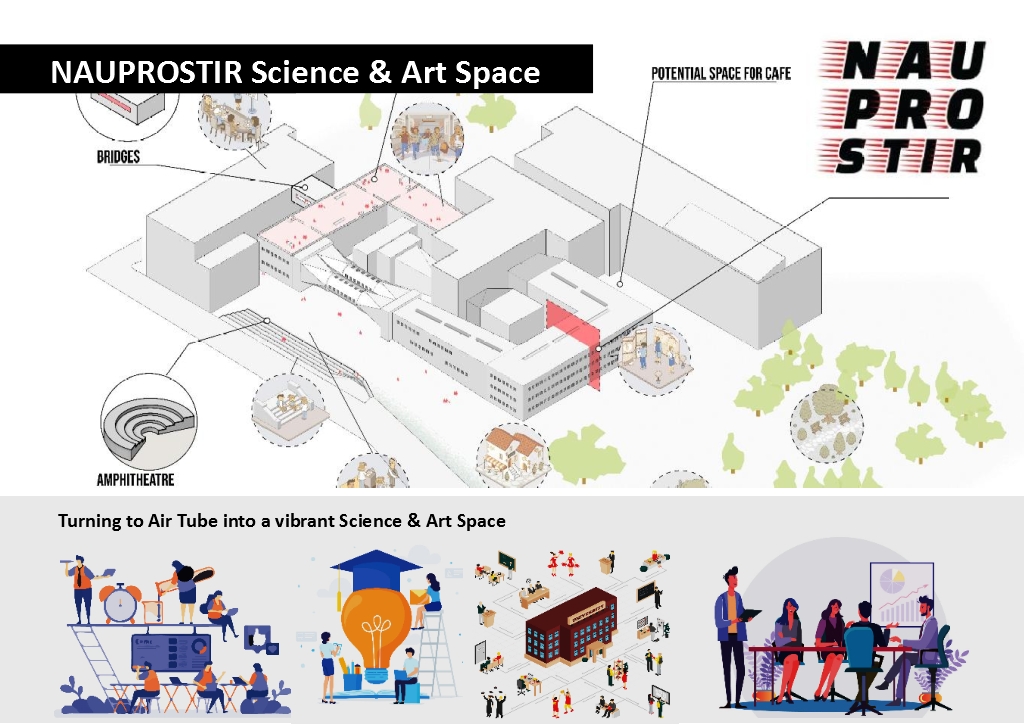 NAUPROSTIR Science & Art Space
POTENTIAL SPACE FOR CAFE
NAU
PRO
STIR
BRIDGES
AMPHITHEATRE
Turning to Air Tube into a vibrant Science & Art Space
UNIVERSITY